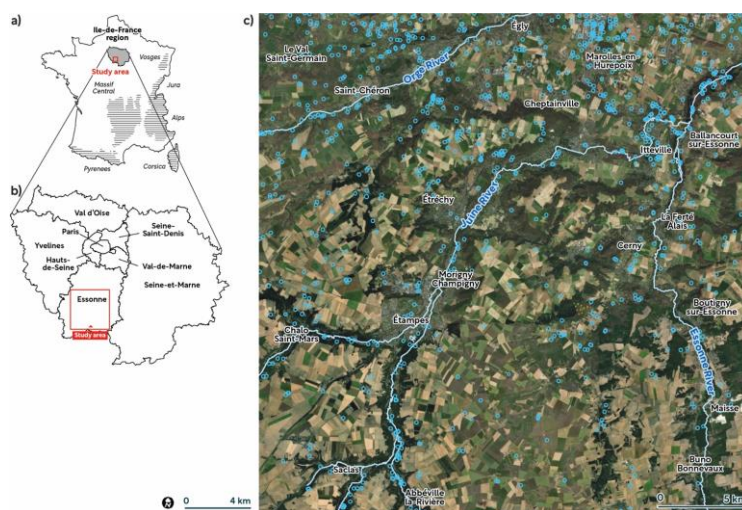 a)
Ile-de-France
region
Vosges
Study area
Massif
Central
Jura
Alps
Pyrenees
Corsica
b)
Val d'Oise
Paris
Seine-
Saint-Denis
Yvelines
Hauts-
de-Seine
Val-de-Marne
Seine-et-Marne
Essonne
Study area
0 4 km
c)
Égly
Le Val
Saint-Germain
Orge River
Marolles-en
Hurepoix
Saint-Chéron
Cheptainville
Ballancourt
sur-Essonne
Itteville
Étréchy
Juine River
La Ferté
Alais
Cerny
Morigny
Champigny
Boutigny
sur-Essonne
Étampes
Chalo
Saint-Mars
Essonne River
Maisse
Buno
Bonnevaux
Saclas
Abbéville
la Rivière
0 5 km